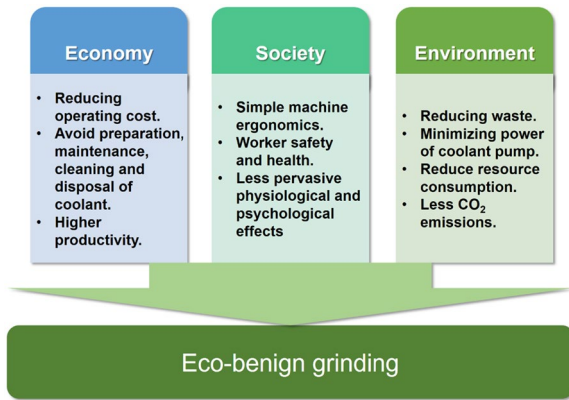 Economy
• Reducing
operating cost.
• Avoid preparation,
maintenance,
cleaning and
disposal of
coolant.
• Higher
productivity.
Society
• Simple machine
ergonomics.
• Worker safety
and health.
• Less pervasive
physiological and
psychological
effects
Environment
• Reducing waste.
• Minimizing power
of coolant pump.
• Reduce resource
consumption.
• Less CO₂
emissions.
Eco-benign grinding